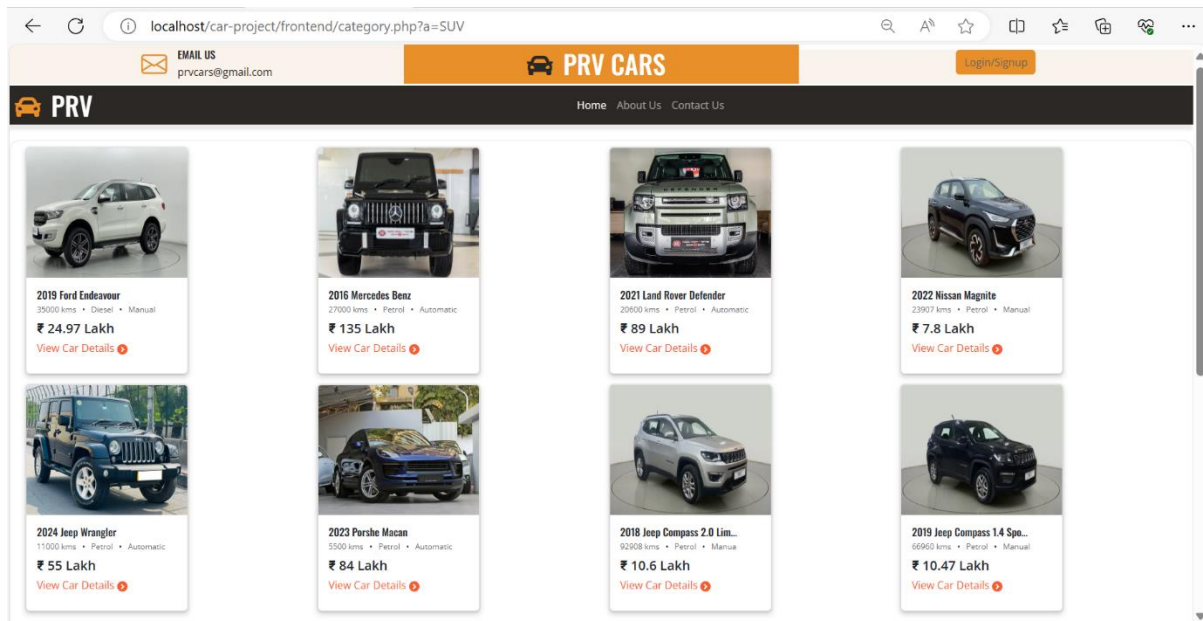 localhost/car-project/frontend/category.php?a=SUV
EMAIL US
prvcars@gmail.com
PRV CARS
Login/Signup
PRV
Home About Us Contact Us
2019 Ford Endeavour
35000 kms • Diesel • Manual
₹ 24.97 Lakh
View Car Details
2016 Mercedes Benz
27000 kms • Petrol • Automatic
₹ 135 Lakh
View Car Details
2021 Land Rover Defender
20600 kms • Petrol • Automatic
₹ 89 Lakh
View Car Details
2022 Nissan Magnite
23907 kms • Petrol • Manual
₹ 7.8 Lakh
View Car Details
2024 Jeep Wrangler
11000 kms • Petrol • Automatic
₹ 55 Lakh
View Car Details
2023 Porshe Macan
5500 kms • Petrol • Automatic
₹ 84 Lakh
View Car Details
2018 Jeep Compass 2.0 Lim...
92908 kms • Petrol • Manua
₹ 10.6 Lakh
View Car Details
2019 Jeep Compass 1.4 Spo...
66960 kms • Petrol • Manual
₹ 10.47 Lakh
View Car Details